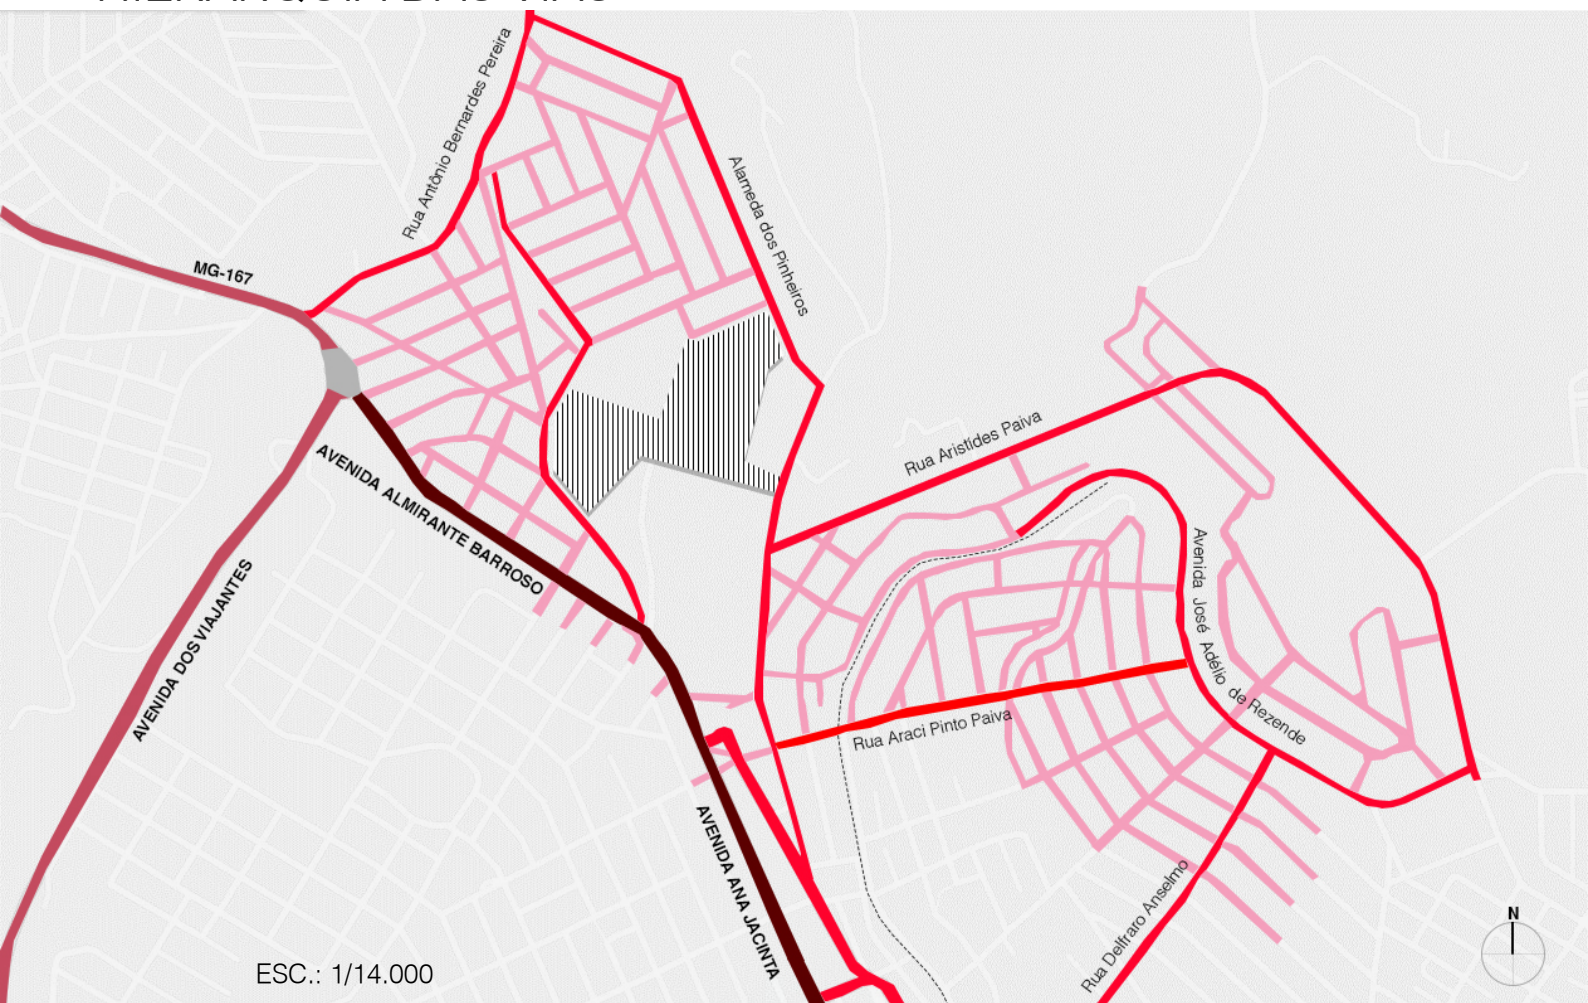 Rua Antônio Bernardes Pereira
Alameda dos Pinheiros
MG-167
Rua Aristídes Paiva
AVENIDA ALMIRANTE BARROSO
AVENIDA DOS VIAJANTES
Avenida José Adélio de Rezende
Rua Araci Pinto Paiva
AVENIDA ANA JACINTA
Rua Delfraro Anselmo
N
ESC.: 1/14.000